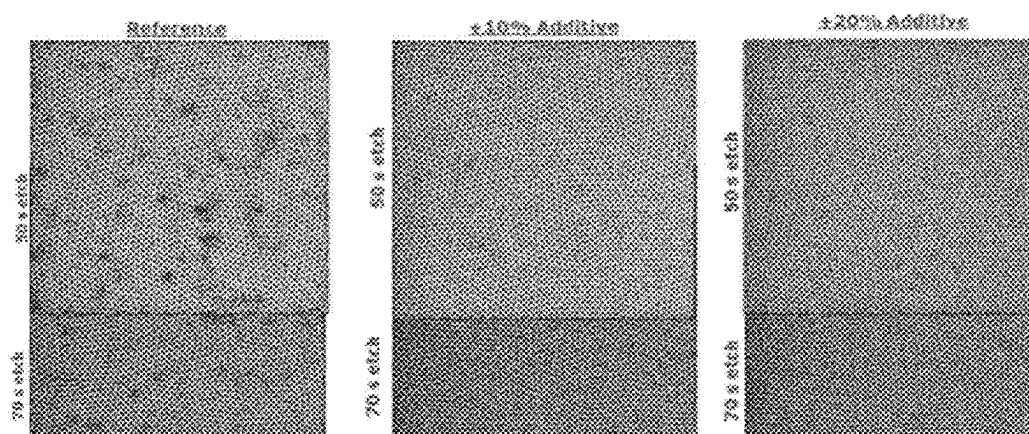 Reference
+10% Additive
+20% Additive
50 s etch
50 s etch
50 s etch
70 s etch
70 s etch
70 s etch